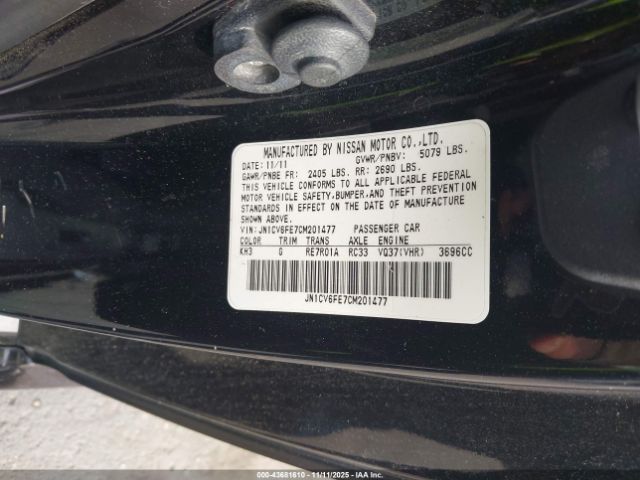 MANUFACTURED BY NISSAN MOTOR CO.,LTD.
DATE: 11/11 GVWR/PNBV: 5079 LBS.
GAWR/PNBE FR: 2405 LBS. RR: 2690 LBS.
THIS VEHICLE CONFORMS TO ALL APPLICABLE FEDERAL
MOTOR VEHICLE SAFETY,BUMPER,AND THEFT PREVENTION
STANDARDS IN EFFECT ON THE DATE OF MANUFACTURE
SHOWN ABOVE.
VIN: JN1CV6FE7CM201477 PASSENGER CAR
COLOR TRIM TRANS AXLE ENGINE
KH3 G RE7R01A RC33 VQ37(VHR) 3696CC
JN1CV6FE7CM201477
000-43681610 - 11/11/2025 - IAA Inc.